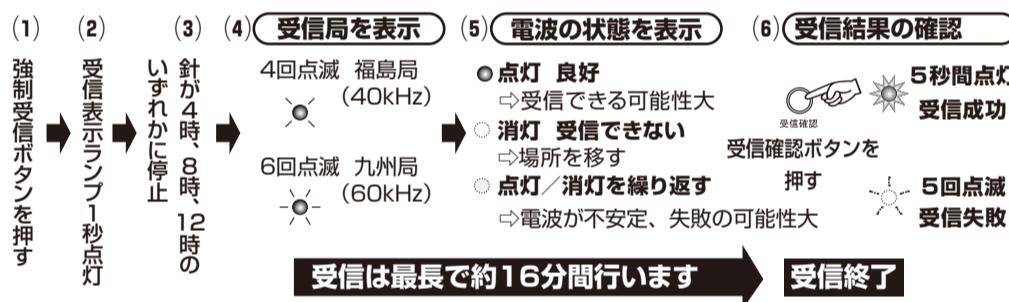 (1)
強制受信ボタンを押す
(2)
受信表示ランプ1秒点灯
(3)
針が4時、8時、12時の
いずれかに停止
(4) 受信局を表示
4回点滅 福島局
(40kHz)
6回点滅 九州局
(60kHz)
(5) 電波の状態を表示
点灯 良好
⇨受信できる可能性大
消灯 受信できない
⇨場所を移す
点灯/消灯を繰り返す
⇨電波が不安定、失敗の可能性大
(6) 受信結果の確認
受信確認
受信確認ボタンを
押す
5秒間点灯
受信成功
5回点滅
受信失敗
受信は最長で約16分間行います
受信終了